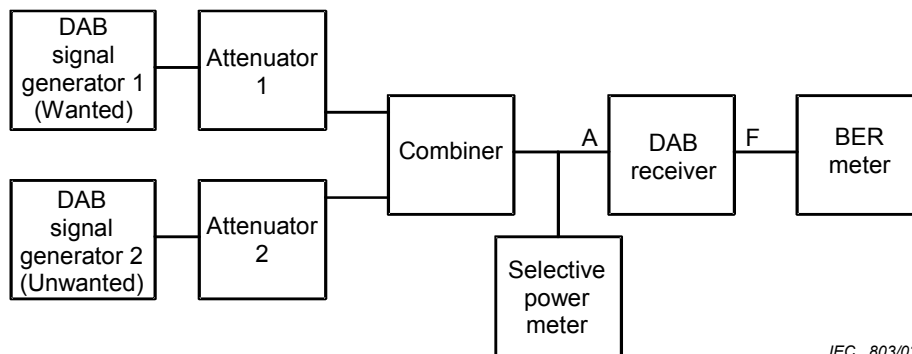 DAB
signal
generator 1
(Wanted)
Attenuator
1
Combiner
A
DAB
receiver
F
BER
meter
DAB
signal
generator 2
(Unwanted)
Attenuator
2
Selective
power
meter